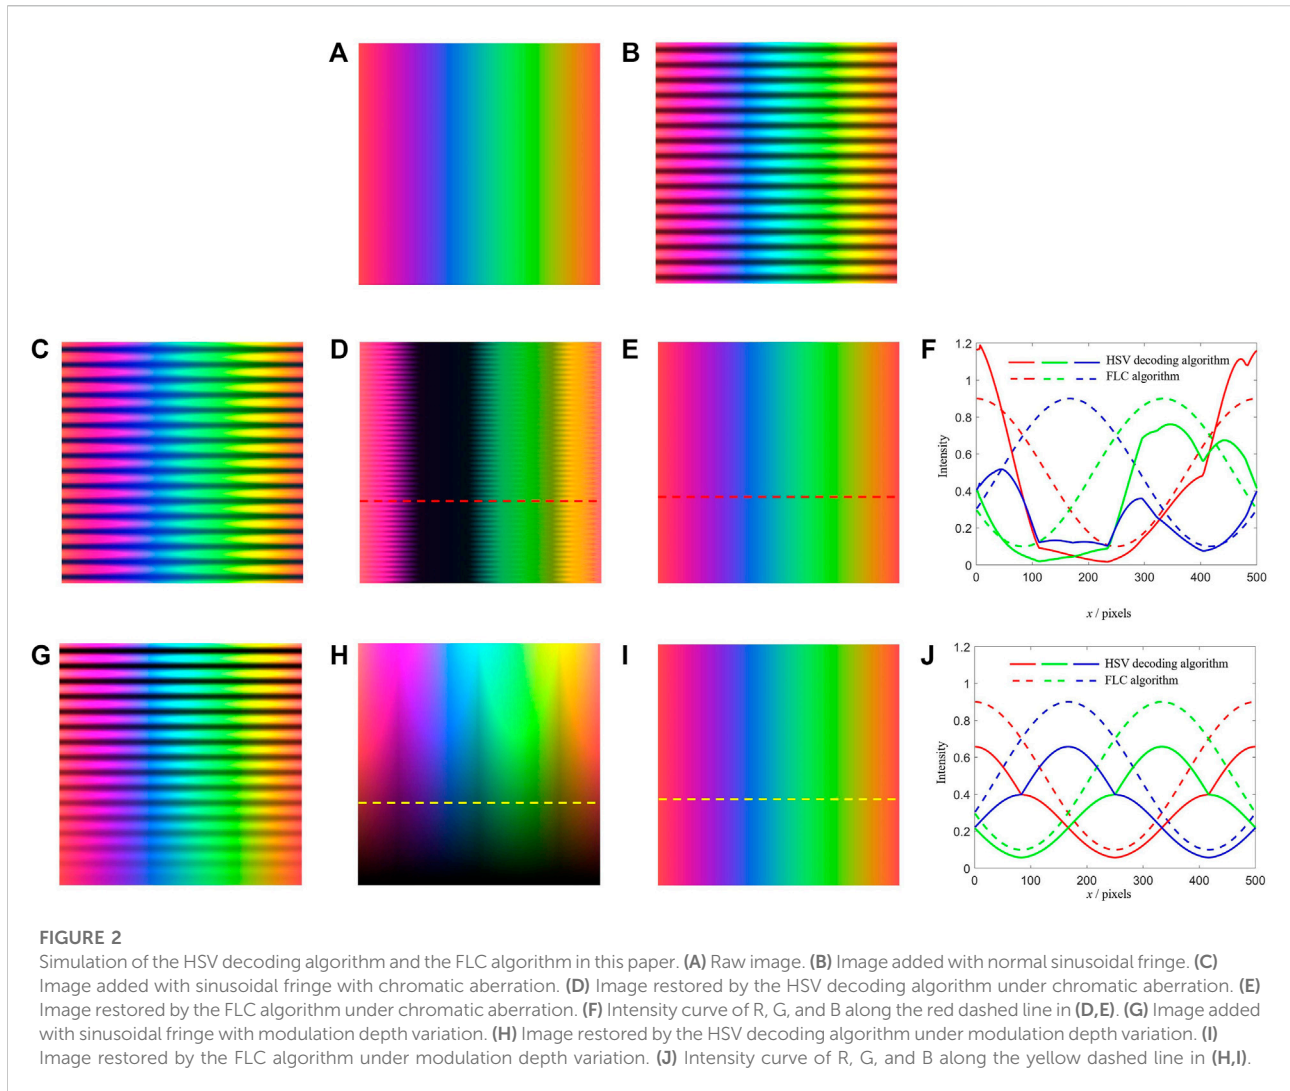 A
B
C
D
E
F
1.2
1
0.8
0.6
0.4
0.2
0
Intensity
HSV decoding algorithm
FLC algorithm
0 100 200 300 400 500
x / pixels
G
H
I
J
1.2
1
0.8
0.6
0.4
0.2
0
Intensity
HSV decoding algorithm
FLC algorithm
0 100 200 300 400 500
x / pixels
FIGURE 2
Simulation of the HSV decoding algorithm and the FLC algorithm in this paper. (A) Raw image. (B) Image added with normal sinusoidal fringe. (C)
Image added with sinusoidal fringe with chromatic aberration. (D) Image restored by the HSV decoding algorithm under chromatic aberration. (E)
Image restored by the FLC algorithm under chromatic aberration. (F) Intensity curve of R, G, and B along the red dashed line in (D,E). (G) Image added
with sinusoidal fringe with modulation depth variation. (H) Image restored by the HSV decoding algorithm under modulation depth variation. (I)
Image restored by the FLC algorithm under modulation depth variation. (J) Intensity curve of R, G, and B along the yellow dashed line in (H,I).